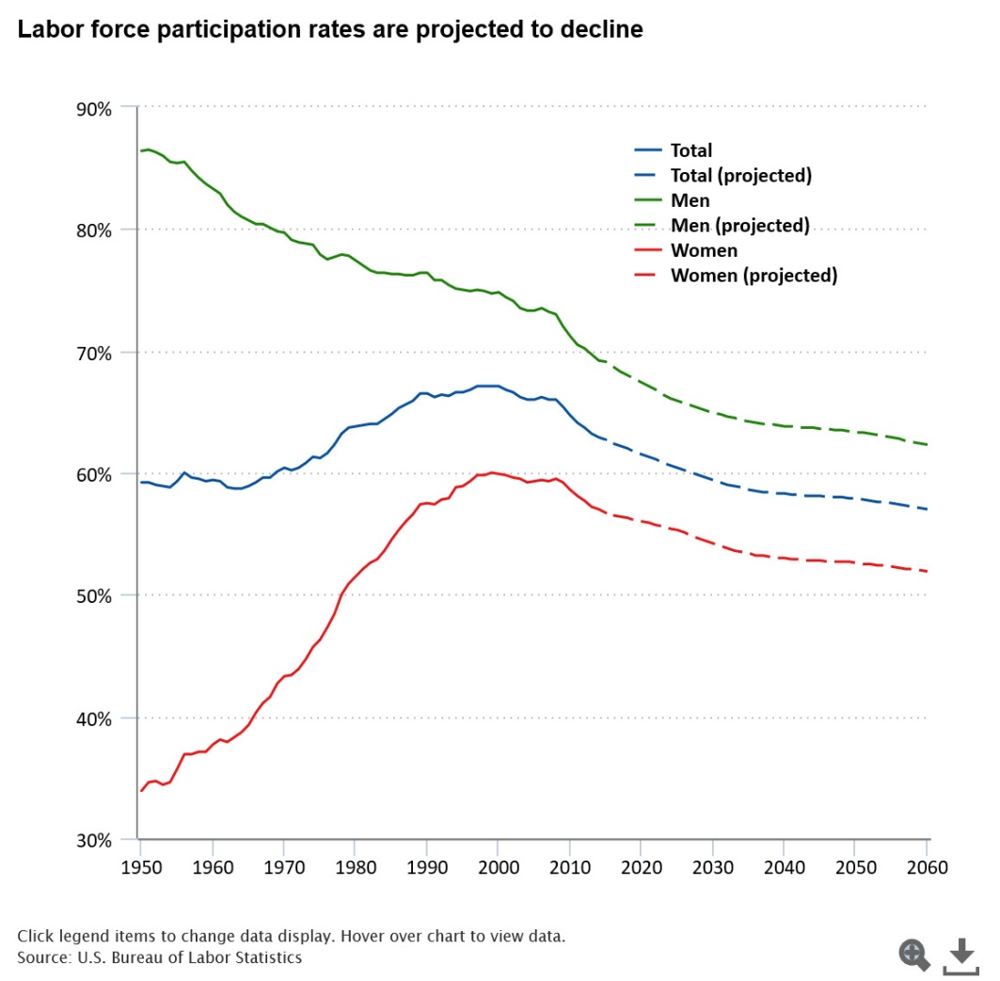 Labor force participation rates are projected to decline
90%
Total
Total (projected)
Men
80%
Men (projected)
Women
Women (projected)
70%
60%
50%
40%
30%
1950 1960 1970 1980 1990 2000 2010 2020 2030 2040 2050 2060
Click legend items to change data display. Hover over chart to view data.
Source: U.S. Bureau of Labor Statistics